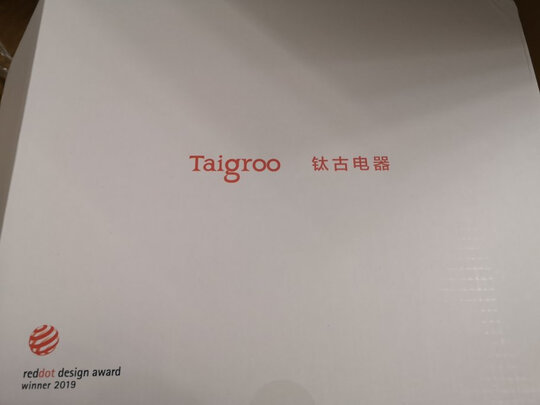 Taigroo 钛古电器
reddot design award
winner 2019